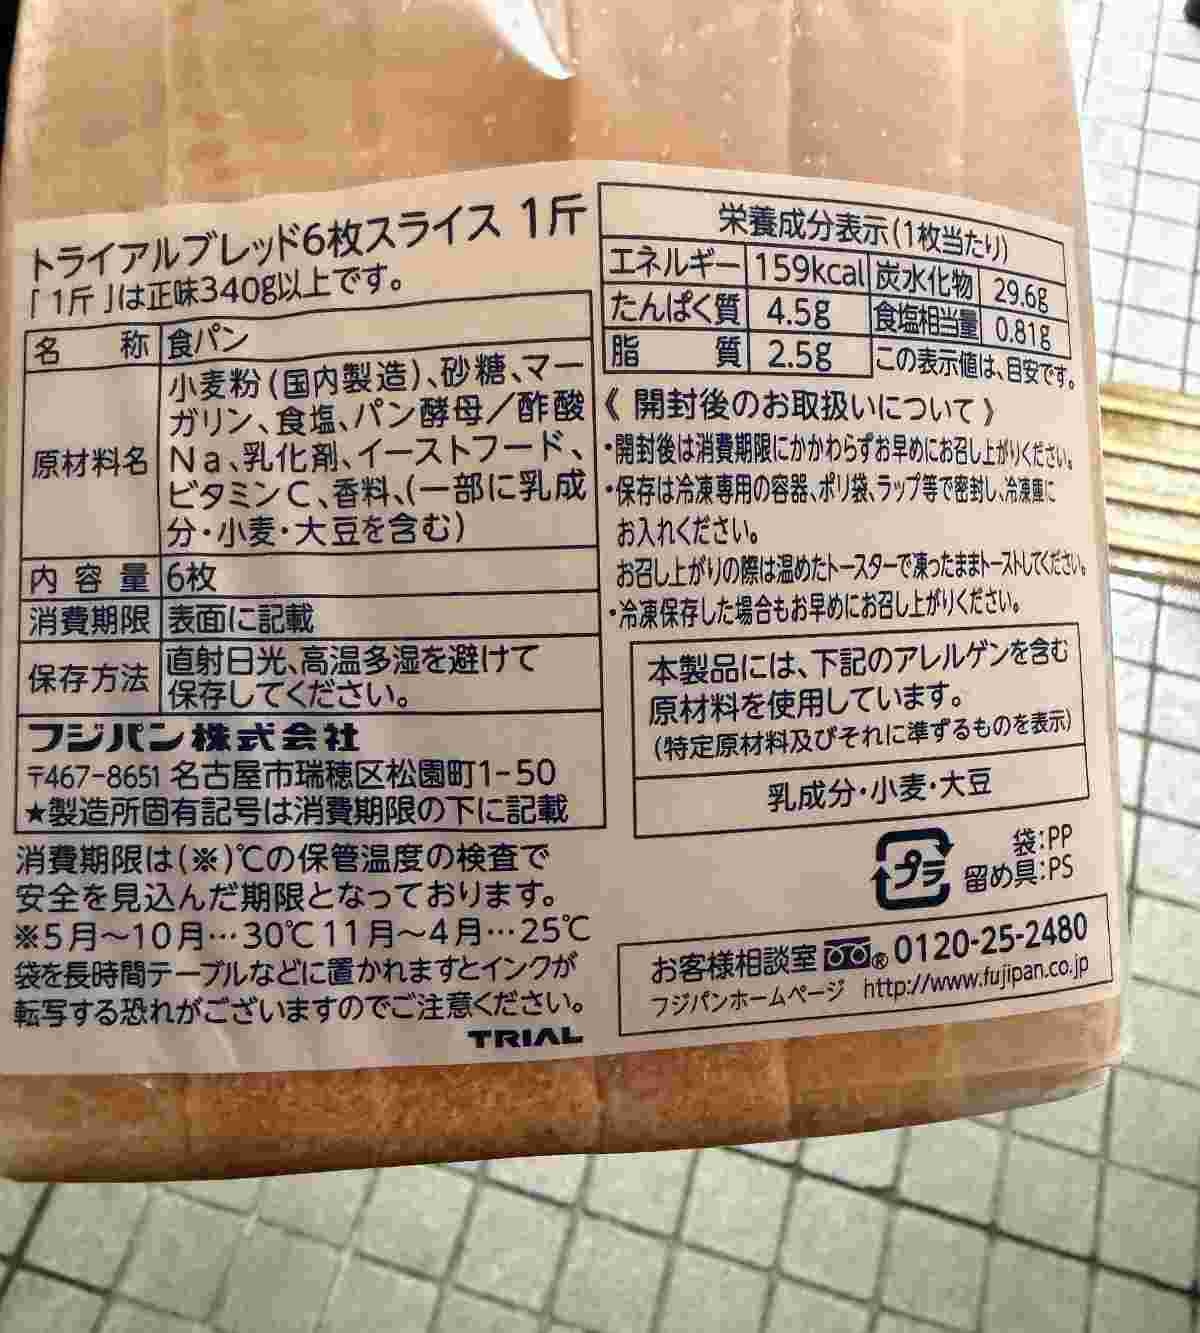 トライアルブレッド6枚スライス 1斤
「1斤」は正味340g以上です。
名 称 食パン
原材料名 小麦粉(国内製造)、砂糖、マー
ガリン、食塩、パン酵母/酢酸
Na、乳化剤、イーストフード、
ビタミンC、香料、(一部に乳成
分・小麦・大豆を含む)
内容量 6枚
消費期限 表面に記載
保存方法 直射日光、高温多湿を避けて
保存してください。
フジパン株式会社
〒467-8651 名古屋市瑞穂区松園町1-50
★製造所固有記号は消費期限の下に記載
消費期限は(※)℃の保管温度の検査で
安全を見込んだ期限となっております。
※5月~10月…30℃ 11月~4月…25℃
袋を長時間テーブルなどに置かれますとインクが
転写する恐れがございますのでご注意ください。
TRIAL
栄養成分表示(1枚当たり)
エネルギー 159kcal 炭水化物 29.6g
たんぱく質 4.5g 食塩相当量 0.81g
脂 質 2.5g この表示値は、目安です。
《 開封後のお取扱いについて 》
・開封後は消費期限にかかわらずお早めにお召し上がりください。
・保存は冷凍専用の容器、ポリ袋、ラップ等で密封し、冷凍庫に
お入れください。
お召し上がりの際は温めたトースターで凍ったままトーストしてください。
・冷凍保存した場合もお早めにお召し上がりください。
本製品には、下記のアレルゲンを含む
原材料を使用しています。
(特定原材料及びそれに準ずるものを表示)
乳成分・小麦・大豆
プラ
袋:PP
留め具:PS
お客様相談室 ® 0120-25-2480
フジパンホームページ http://www.fujipan.co.jp